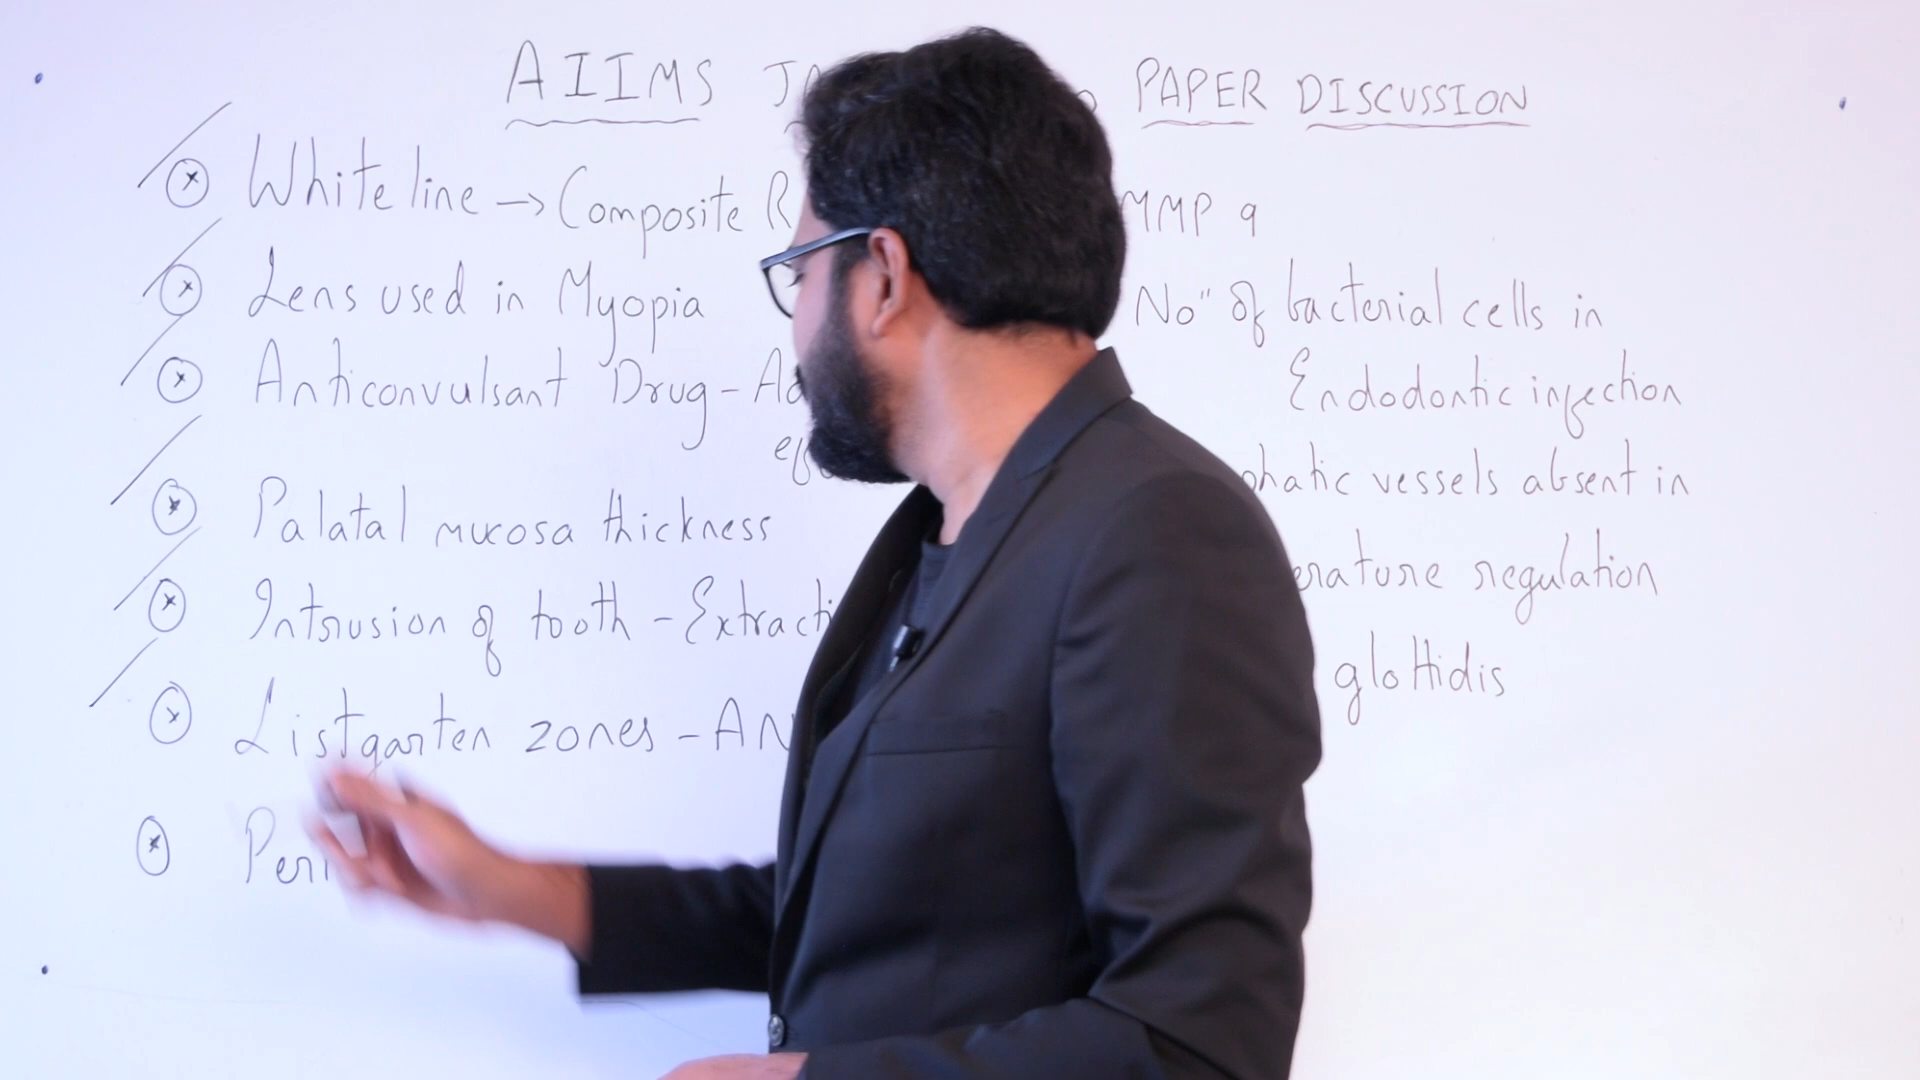 AIIMS PAPER DISCUSSION
White line → Composite R
Lens used in Myopia
Anticonvulsant Drug - Ad
Palatal mucosa thickness
Intrusion of tooth - Extracti
Listgarten zones - AN
Peri
MMP 9
No" of bacterial cells in
Endodontic infection
phatic vessels absent in
erature regulation
glottidis